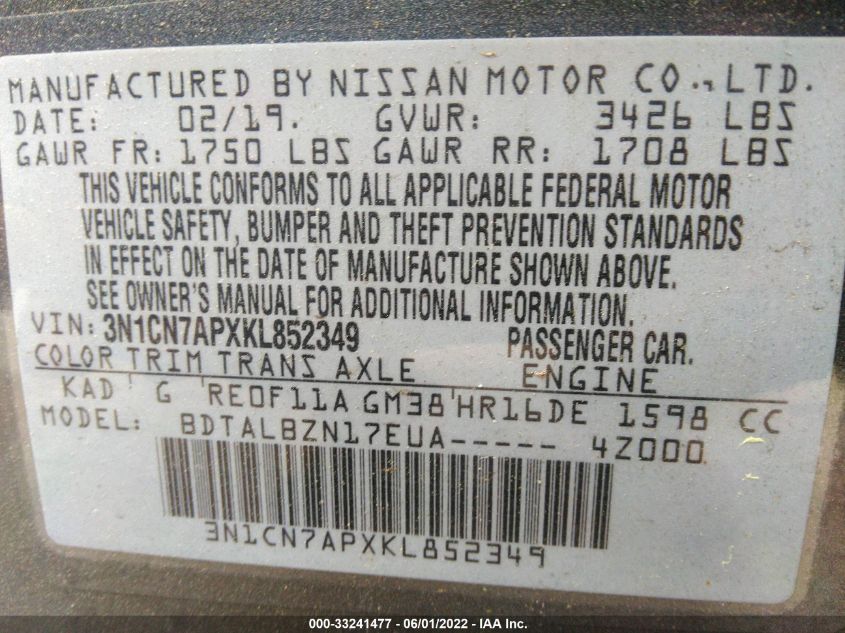 MANUFACTURED BY NISSAN MOTOR CO., LTD.
DATE: 02/19. GVWR: 3426 LBS
GAWR FR: 1750 LBS GAWR RR: 1708 LBS
THIS VEHICLE CONFORMS TO ALL APPLICABLE FEDERAL MOTOR
VEHICLE SAFETY, BUMPER AND THEFT PREVENTION STANDARDS
IN EFFECT ON THE DATE OF MANUFACTURE SHOWN ABOVE.
SEE OWNER'S MANUAL FOR ADDITIONAL INFORMATION.
VIN: 3N1CN7APXKL852349 PASSENGER CAR.
COLOR TRIM TRANS AXLE ENGINE
KAD G RE0F11A GM38 HR16DE 1598 CC
MODEL: BDTALBZN17EUA----- 4Z000
3N1CN7APXKL852349
000-33241477 - 06/01/2022 - IAA Inc.